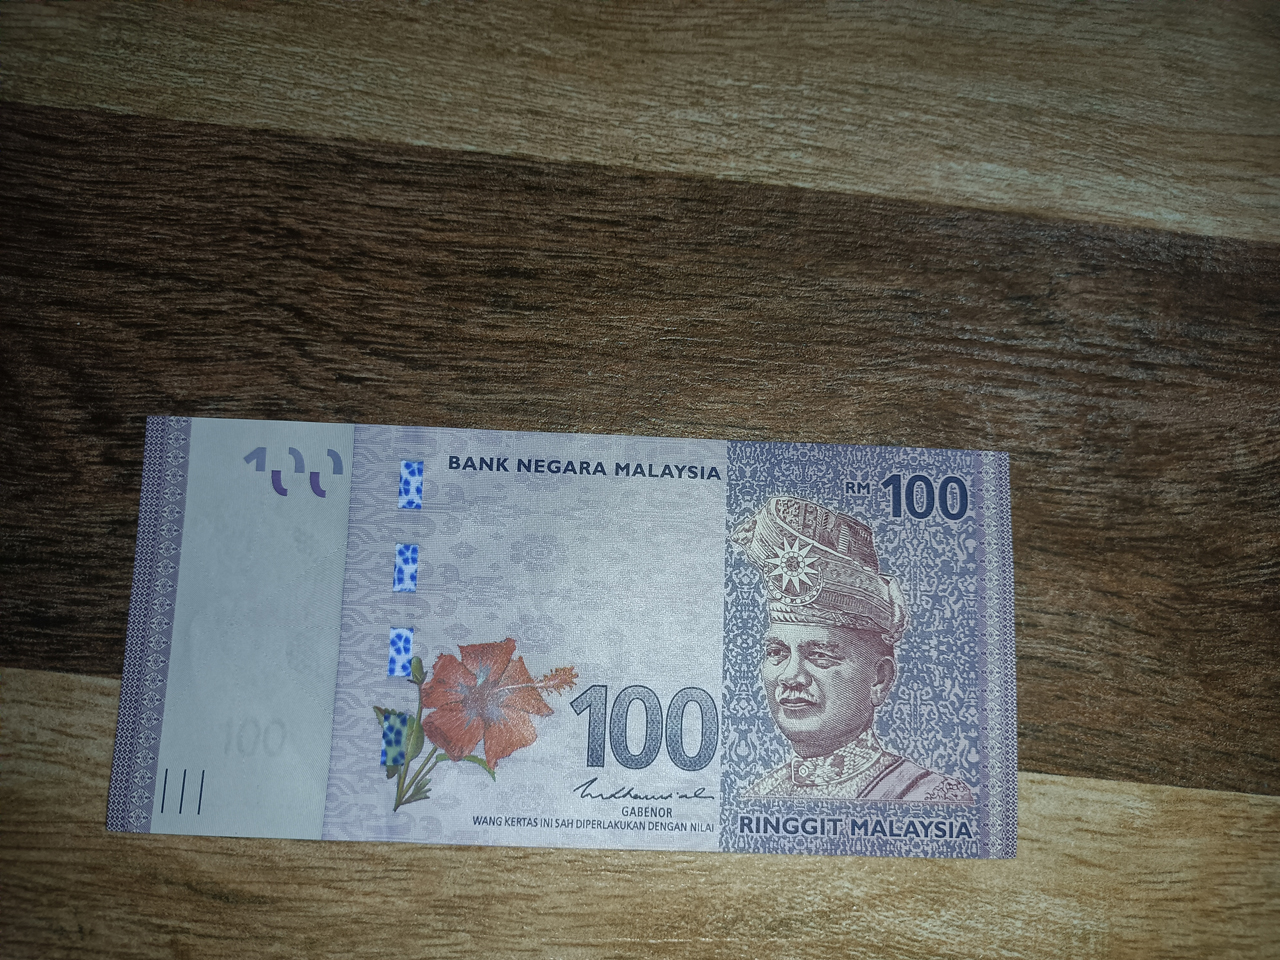 BANK NEGARA MALAYSIA
RM 100
100
100
GABENOR
WANG KERTAS INI SAH DIPERLAKUKAN DENGAN NILAI
RINGGIT MALAYSIA